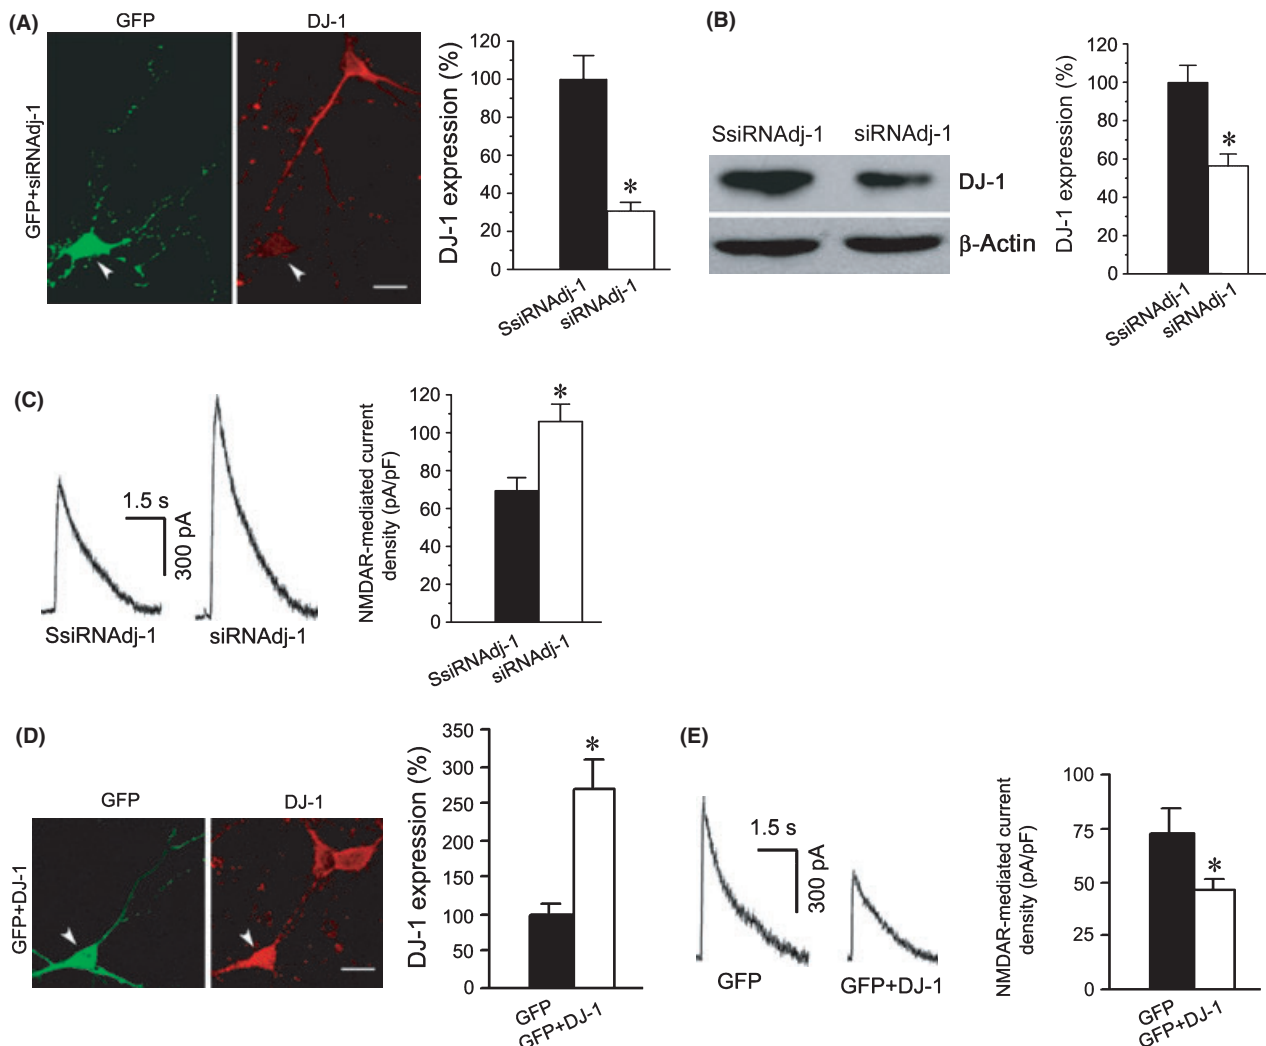 (A)
GFP
DJ-1
GFP+siRNAdj-1
DJ-1 expression (%)
120
100
80
60
40
20
0
*
SsiRNAdj-1
siRNAdj-1
(B)
SsiRNAdj-1
siRNAdj-1
DJ-1
β-Actin
DJ-1 expression (%)
120
100
80
60
40
20
0
*
SsiRNAdj-1
siRNAdj-1
(C)
1.5 s
300 pA
SsiRNAdj-1
siRNAdj-1
NMDAR-mediated current
density (pA/pF)
120
100
80
60
40
20
0
*
SsiRNAdj-1
siRNAdj-1
(D)
GFP
DJ-1
GFP+DJ-1
DJ-1 expression (%)
350
300
250
200
150
100
50
0
*
GFP
GFP+DJ-1
(E)
1.5 s
300 pA
GFP
GFP+DJ-1
NMDAR-mediated current
density (pA/pF)
100
75
50
25
0
*
GFP
GFP+DJ-1